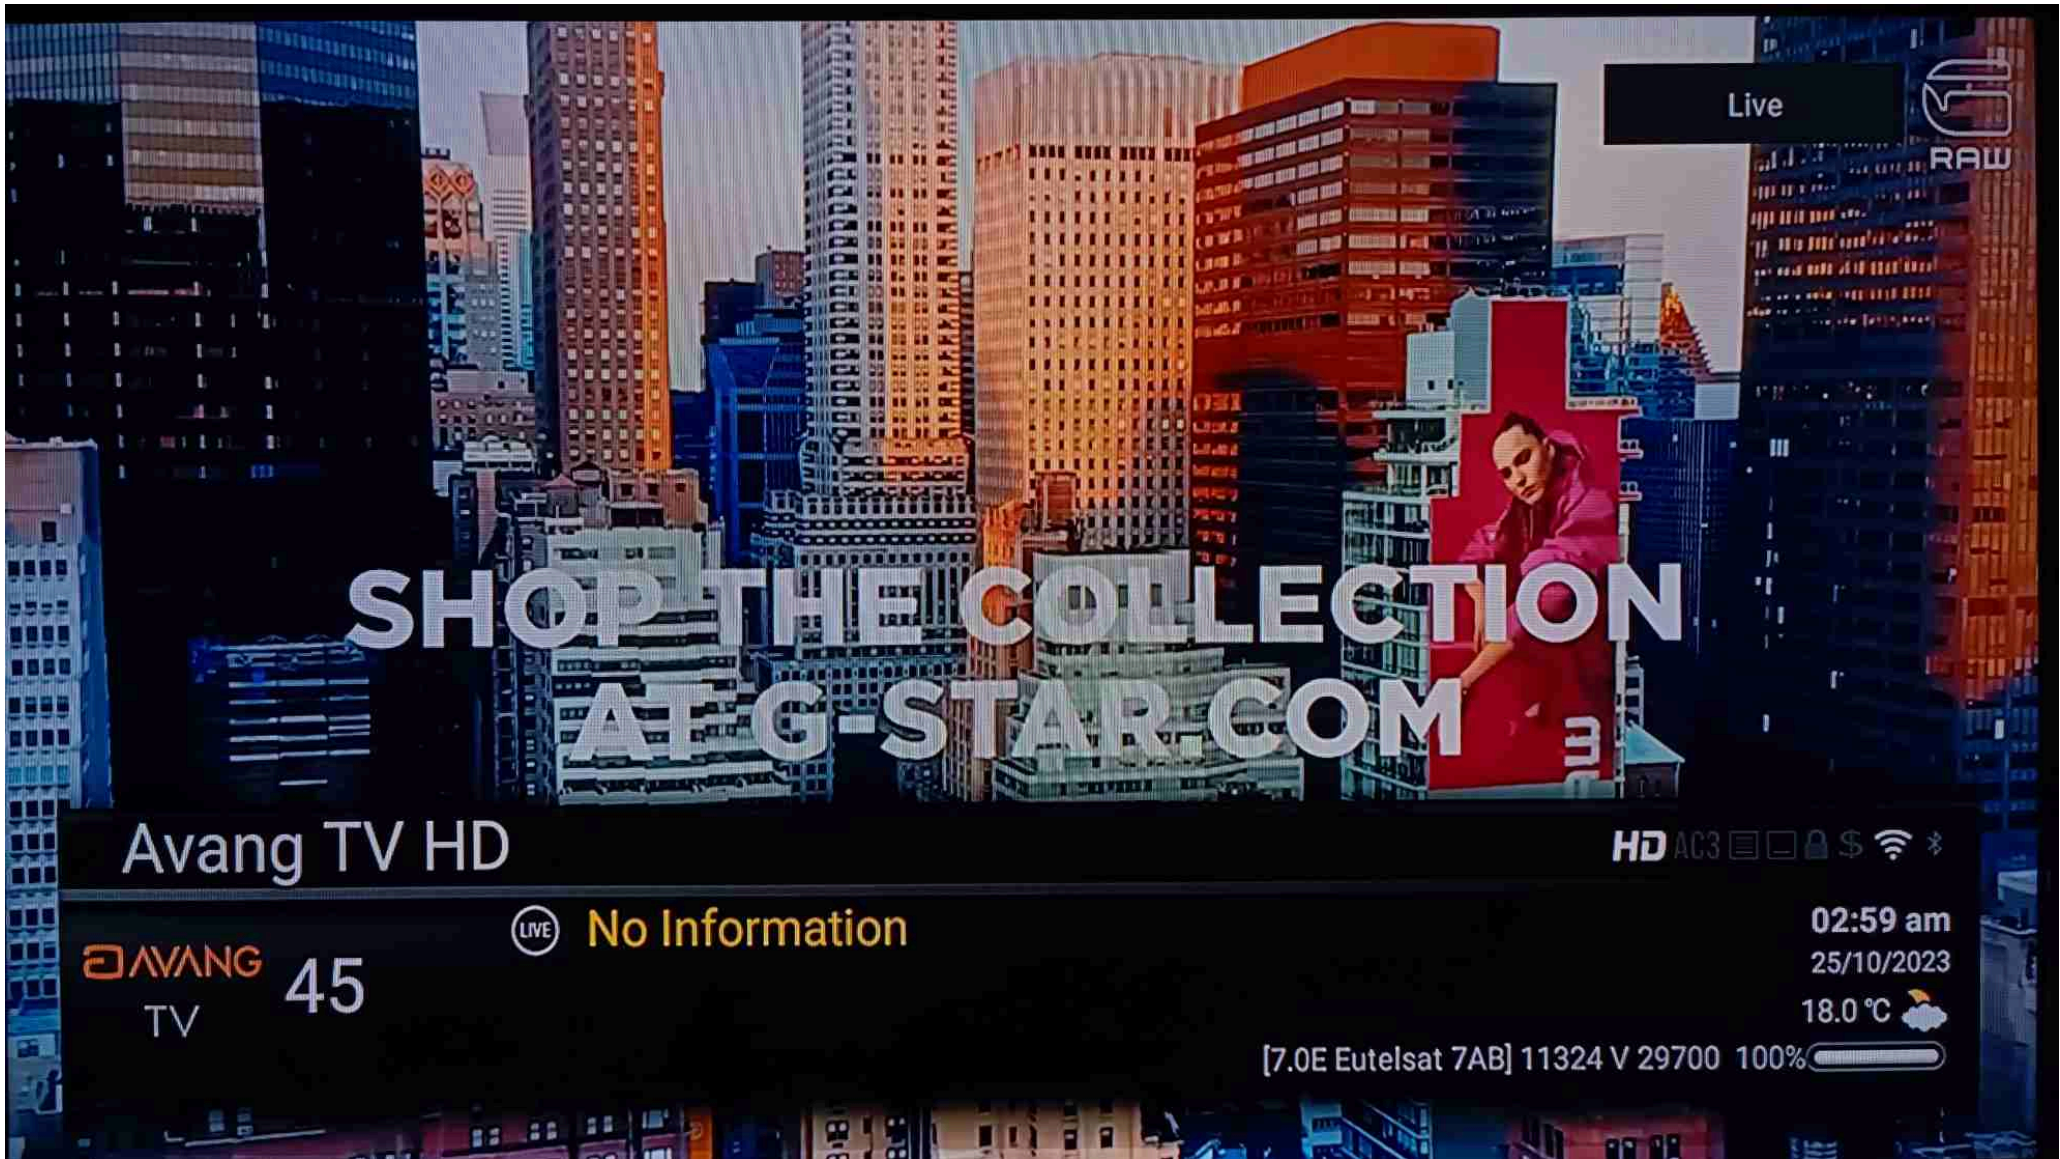 Live
RAW
SHOP THE COLLECTION
AT G-STAR.COM
Avang TV HD
HD AC3 $
LIVE No Information
02:59 am
AVANG
TV
45
25/10/2023
18.0 °C
[7.0E Eutelsat 7AB] 11324 V 29700 100%